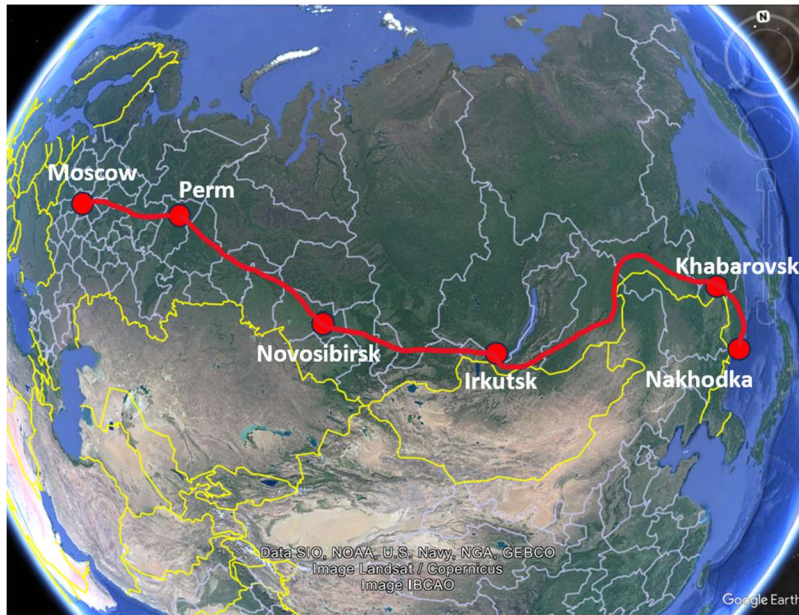 N
Moscow
Perm
Khabarovsk
Novosibirsk
Irkutsk
Nakhodka
Data SIO, NOAA, U.S. Navy, NGA, GEBCO
Image Landsat / Copernicus
Image IBCAO
Google Earth